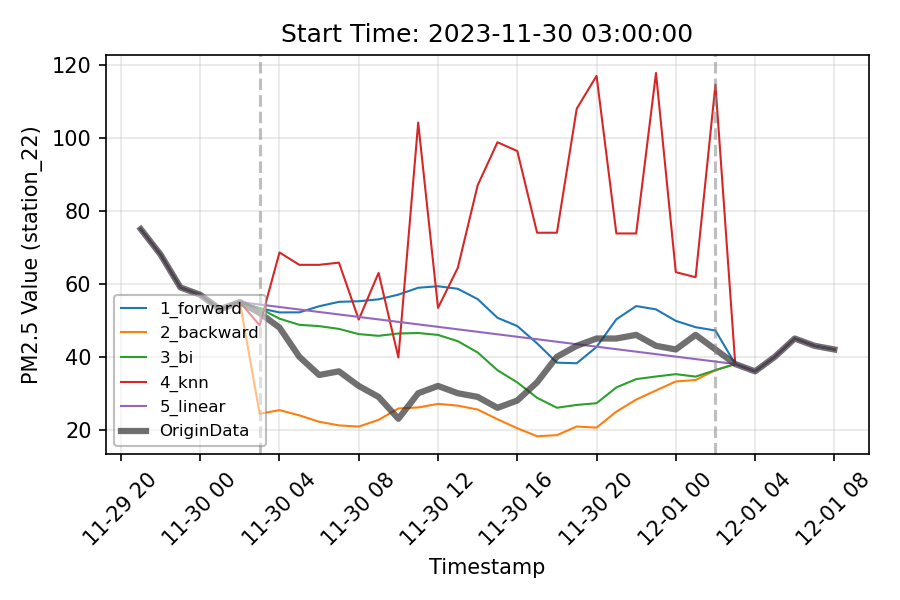 Start Time: 2023-11-30 03:00:00
PM2.5 Value (station_22)
120
100
80
60
40
20
1_forward
2_backward
3_bi
4_knn
5_linear
OriginData
11-29 20
11-30 00
11-30 04
11-30 08
11-30 12
11-30 16
11-30 20
12-01 00
12-01 04
12-01 08
Timestamp